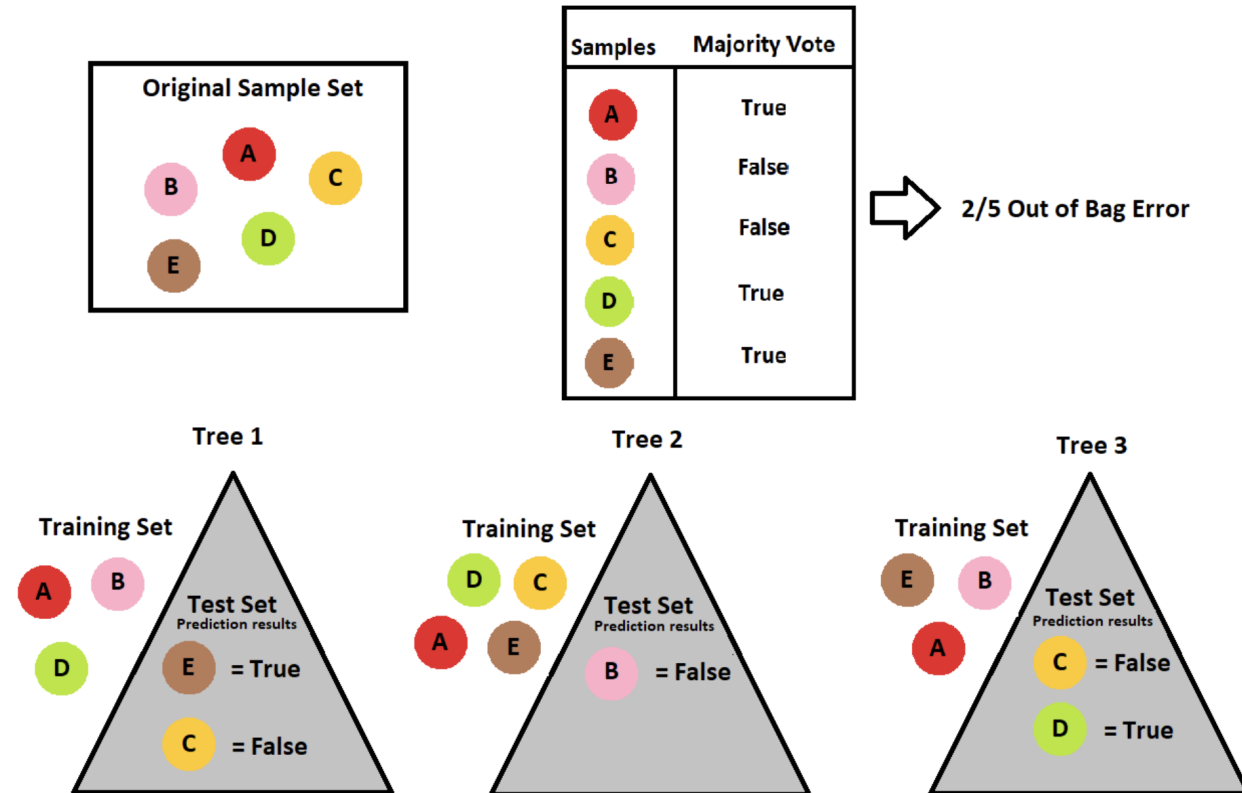 Original Sample Set
A
B
C
D
E
Samples Majority Vote
A True
B False
C False
D True
E True
2/5 Out of Bag Error
Tree 1
Training Set
A
B
D
Test Set
Prediction results
E = True
C = False
Tree 2
Training Set
D
C
A
E
Test Set
Prediction results
B = False
Tree 3
Training Set
E
B
A
Test Set
Prediction results
C = False
D = True